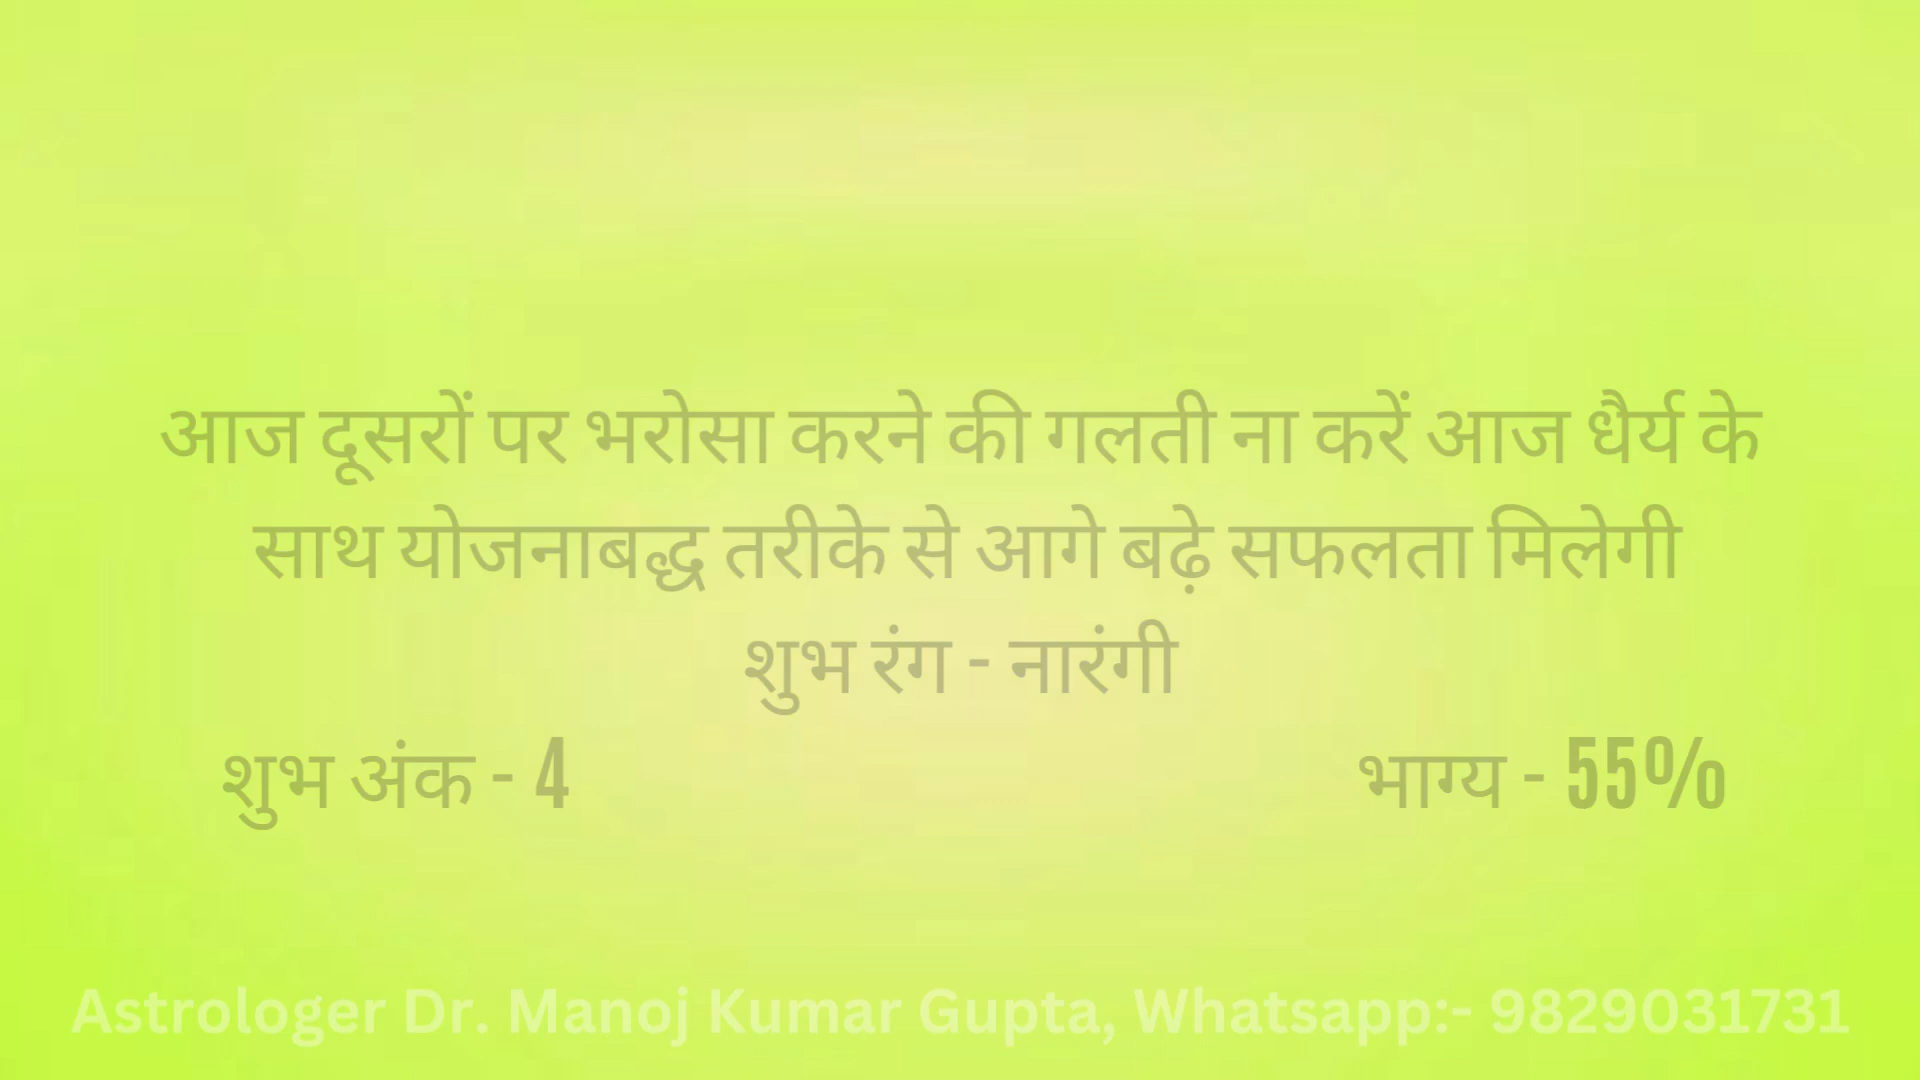 आज दूसरों पर भरोसा करने की गलती ना करें आज धैर्य के
साथ योजनाबद्ध तरीके से आगे बढ़े सफलता मिलेगी
शुभ रंग - नारंगी
शुभ अंक - 4 भाग्य - 55%
Astrologer Dr. Manoj Kumar Gupta, Whatsapp:- 9829031731